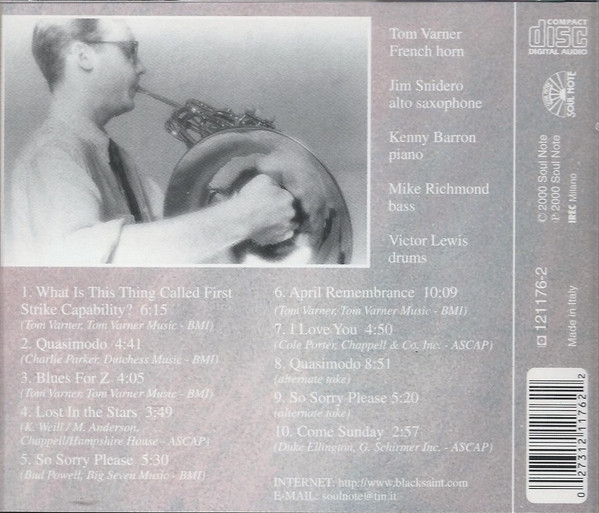 Tom Varner
French horn
Jim Snidero
alto saxophone
Kenny Barron
piano
Mike Richmond
bass
Victor Lewis
drums
1. What Is This Thing Called First
Strike Capability? 6:15
(Tom Varner, Tom Varner Music - BMI)
2. Quasimodo 4:41
(Charlie Parker, Dutchess Music - BMI)
3. Blues For Z 4:05
(Tom Varner, Tom Varner Music - BMI)
4. Lost In the Stars 3:49
(K. Weill / M. Anderson,
Chappell/Hampshire House - ASCAP)
5. So Sorry Please 5:30
(Bud Powell, Big Seven Music - BMI)
6. April Remembrance 10:09
(Tom Varner, Tom Varner Music - BMI)
7. I Love You 4:50
(Cole Porter, Chappell & Co, Inc. - ASCAP)
8. Quasimodo 8:51
(alternate take)
9. So Sorry Please 5:20
(alternate take)
10. Come Sunday 2:57
(Duke Ellington, G. Schirmer Inc. - ASCAP)
INTERNET: http://www.blacksaint.com
E-MAIL: soulnote@tin.it
COMPACT
disc
DIGITAL AUDIO
SOUL NOTE
© 2000 Soul Note
℗ 2000 Soul Note
IREC Milano
121176-2
Made in Italy
0 27312 11762 2